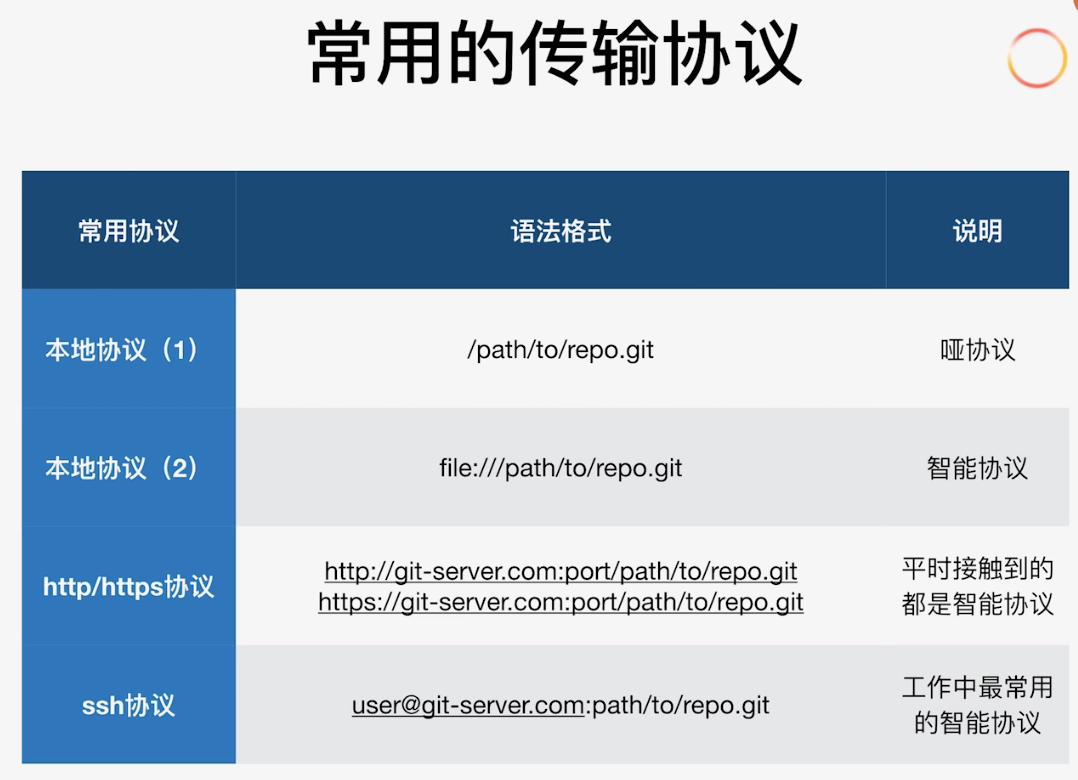 常用的传输协议
常用协议 语法格式 说明
本地协议（1） /path/to/repo.git 哑协议
本地协议（2） file:///path/to/repo.git 智能协议
http/https协议
http://git-server.com:port/path/to/repo.git
https://git-server.com:port/path/to/repo.git
平时接触到的
都是智能协议
ssh协议 user@git-server.com:path/to/repo.git
工作中最常用
的智能协议